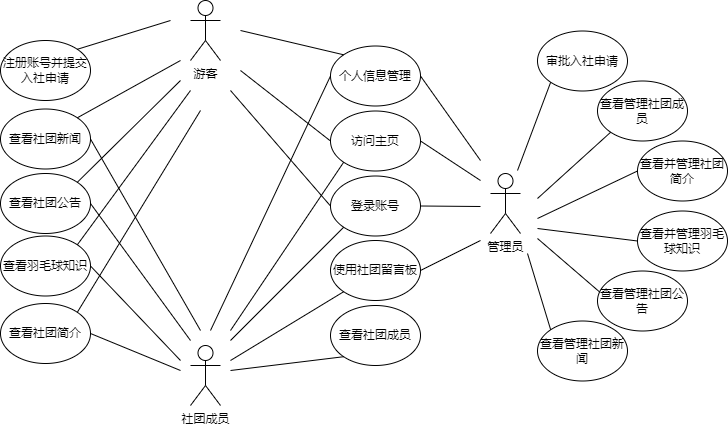 注册账号并提交
入社申请
游客
个人信息管理
审批入社申请
查看管理社团成
员
查看社团新闻
访问主页
查看并管理社团
简介
查看社团公告
登录账号
管理员
查看并管理羽毛
球知识
查看羽毛球知识
使用社团留言板
查看管理社团公
告
查看社团简介
查看社团成员
查看管理社团新
闻
社团成员